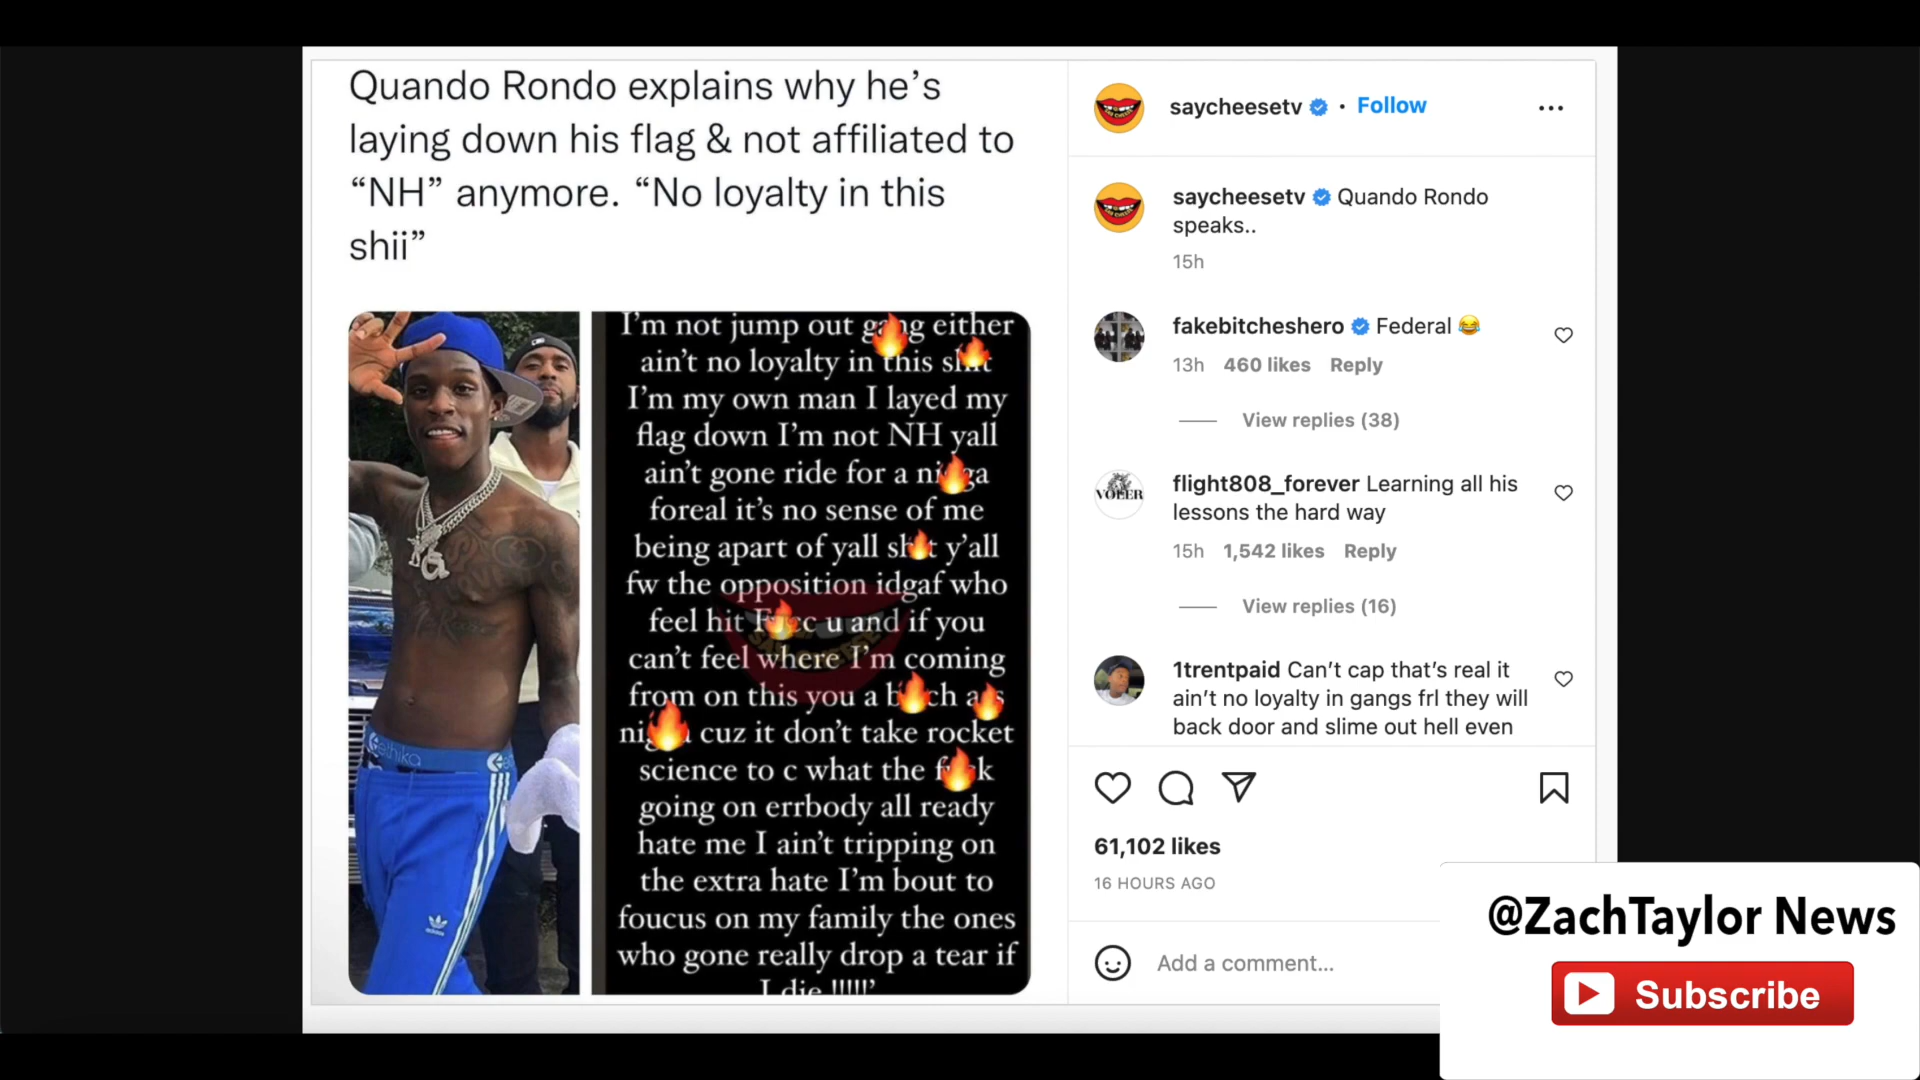 Quando Rondo explains why he's
laying down his flag & not affiliated to
“NH” anymore. “No loyalty in this
shii”
I'm not jump out gang either
ain't no loyalty in this sh🔥t
I'm my own man I layed my
flag down I'm not NH yall
ain't gone ride for a ni🔥ga
foreal it's no sense of me
being apart of yall sh🔥t y'all
fw the opposition idgaf who
feel hit F🔥cc u and if you
can't feel where I'm coming
from on this you a b🔥ch a🔥s
nig🔥 cuz it don't take rocket
science to c what the f🔥k
going on errbody all ready
hate me I ain't tripping on
the extra hate I'm bout to
foucus on my family the ones
who gone really drop a tear if
I die !!!!!'
ethika
adidas
saycheesetv • Follow
saycheesetv Quando Rondo
speaks..
15h
fakebitcheshero Federal 😂
13h 460 likes Reply
View replies (38)
VOLER
flight808_forever Learning all his
lessons the hard way
15h 1,542 likes Reply
View replies (16)
1trentpaid Can't cap that's real it
ain't no loyalty in gangs frl they will
back door and slime out hell even
61,102 likes
16 HOURS AGO
Add a comment...
@ZachTaylor News
Subscribe